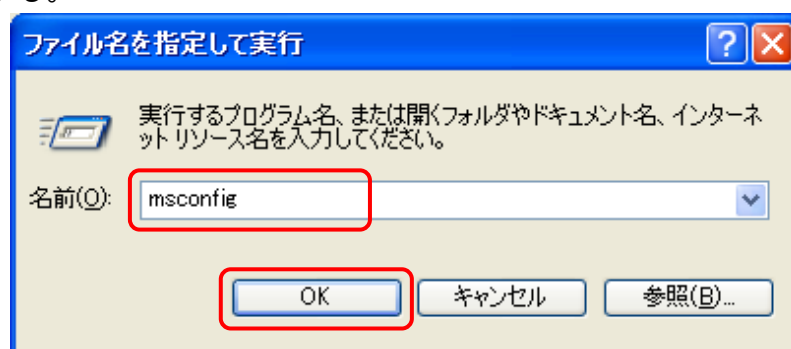 る。
ファイル名を指定して実行
実行するプログラム名、または開くフォルダやドキュメント名、インターネ
ット リソース名を入力してください。
名前(O):
msconfig
OK
キャンセル
参照(B)...